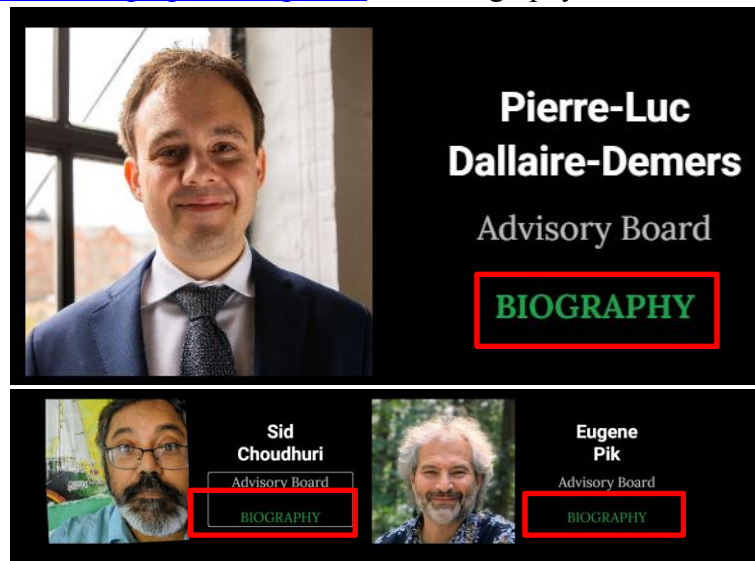 Pierre-Luc
Dallaire-Demers
Advisory Board
BIOGRAPHY
Sid
Choudhuri
Advisory Board
BIOGRAPHY
Eugene
Pik
Advisory Board
BIOGRAPHY